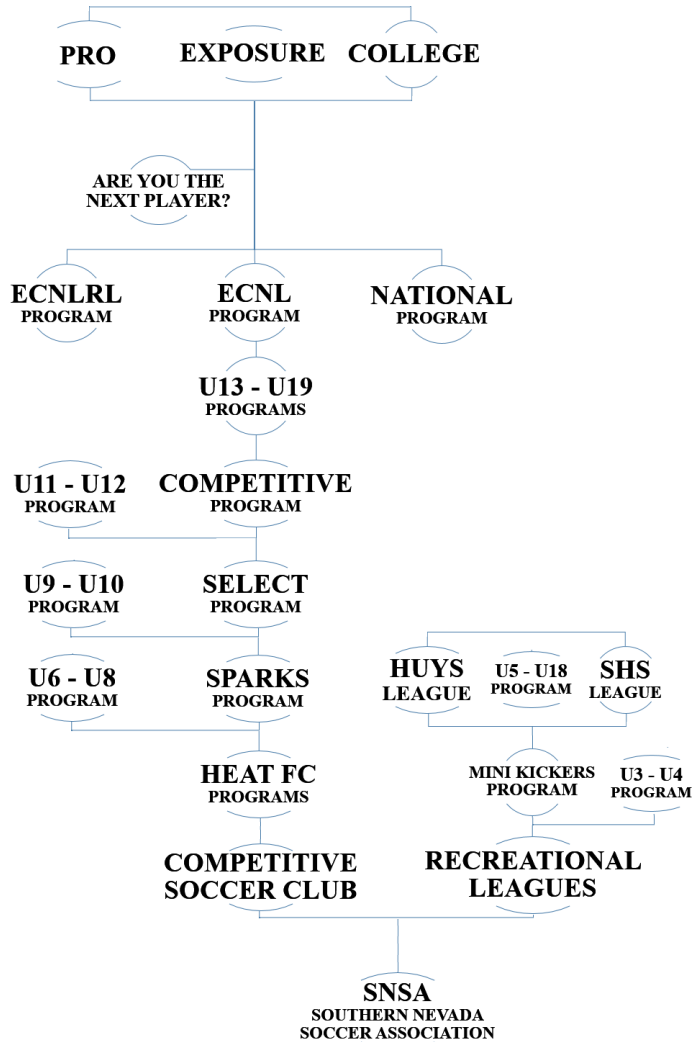 PRO
EXPOSURE
COLLEGE
ARE YOU THE
NEXT PLAYER?
ECNLRL
PROGRAM
ECNL
PROGRAM
NATIONAL
PROGRAM
U13 - U19
PROGRAMS
U11 - U12
PROGRAM
COMPETITIVE
PROGRAM
U9 - U10
PROGRAM
SELECT
PROGRAM
U6 - U8
PROGRAM
SPARKS
PROGRAM
HUYS
LEAGUE
U5 - U18
PROGRAM
SHS
LEAGUE
HEAT FC
PROGRAMS
MINI KICKERS
PROGRAM
U3 - U4
PROGRAM
COMPETITIVE
SOCCER CLUB
RECREATIONAL
LEAGUES
SNSA
SOUTHERN NEVADA
SOCCER ASSOCIATION